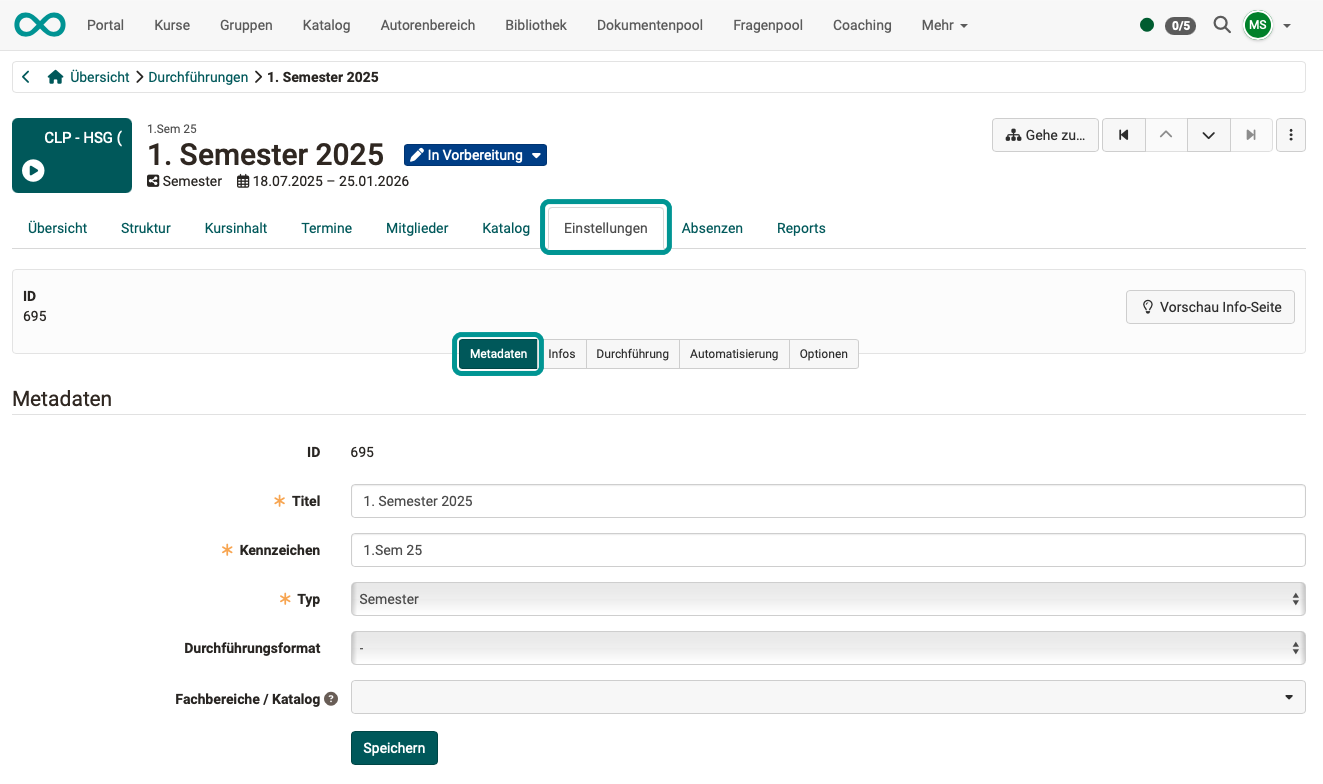 Portal Kurse Gruppen Katalog Autorenbereich Bibliothek Dokumentenpool Fragenpool Coaching Mehr 0/5 MS
Übersicht Durchführungen 1. Semester 2025
CLP - HSG (
1.Sem 25
1. Semester 2025 In Vorbereitung
Semester 18.07.2025 – 25.01.2026
Gehe zu...
Übersicht Struktur Kursinhalt Termine Mitglieder Katalog Einstellungen Absenzen Reports
ID
695
Vorschau Info-Seite
Metadaten Infos Durchführung Automatisierung Optionen
Metadaten
ID 695
Titel 1. Semester 2025
Kennzeichen 1.Sem 25
Typ Semester
Durchführungsformat -
Fachbereiche / Katalog ?
Speichern